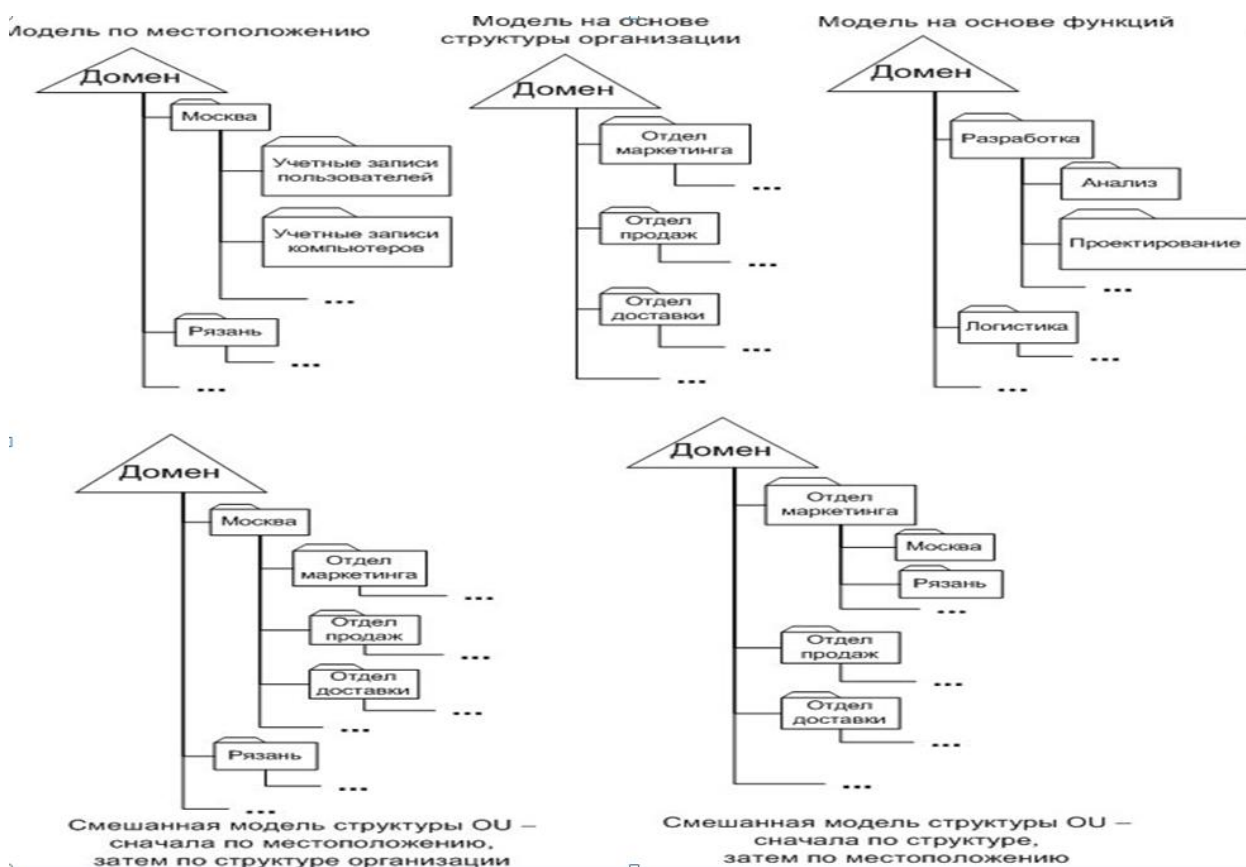 Модель по местоположению
Домен
Москва
Учетные записи
пользователей
Учетные записи
компьютеров
...
Рязань
...
...
Модель на основе
структуры организации
Домен
Отдел
маркетинга
...
Отдел
продаж
...
Отдел
доставки
...
...
Модель на основе функций
Домен
Разработка
Анализ
Проектирование
...
Логистика
...
...
Домен
Москва
Отдел
маркетинга
...
Отдел
продаж
...
Отдел
доставки
...
...
Рязань
...
...
Смешанная модель структуры OU –
сначала по местоположению,
затем по структуре организации
Домен
Отдел
маркетинга
Москва
Рязань
...
Отдел
продаж
...
Отдел
доставки
...
...
Смешанная модель структуры OU –
сначала по структуре,
затем по местоположению